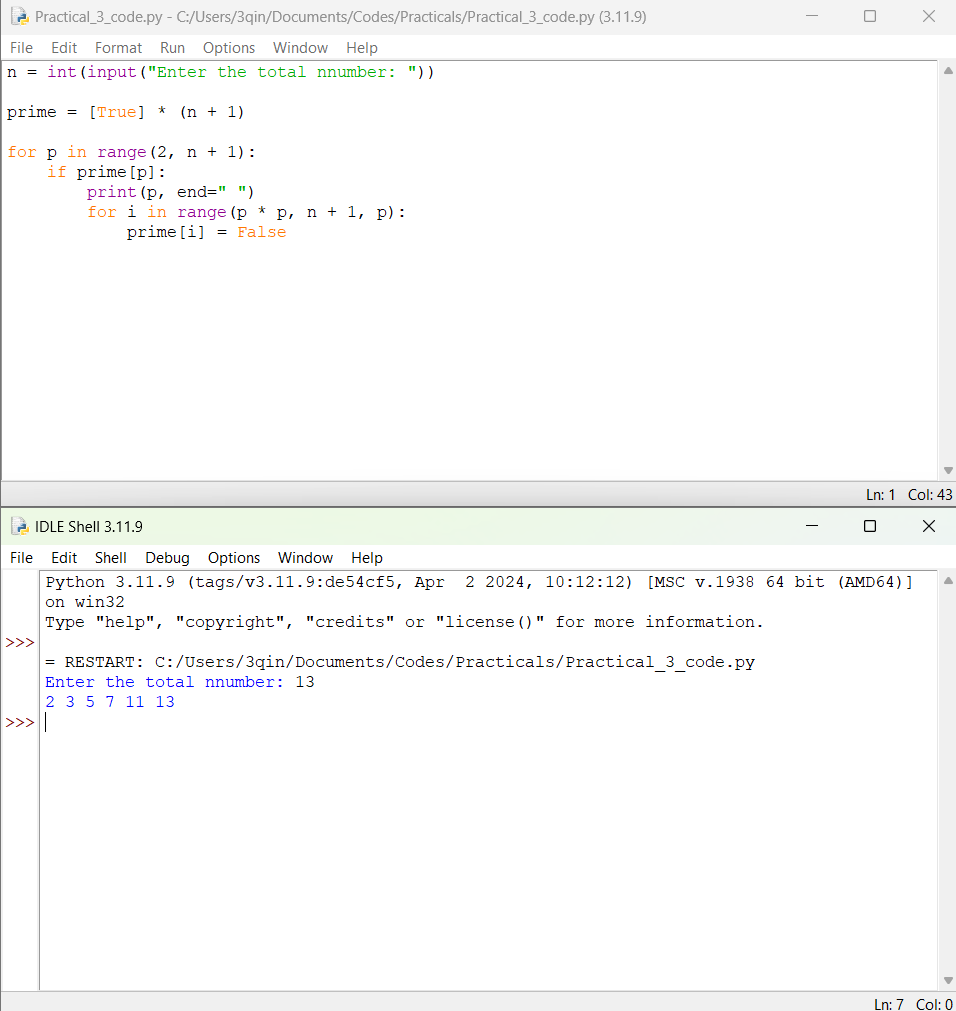 Practical_3_code.py - C:/Users/3qin/Documents/Codes/Practicals/Practical_3_code.py (3.11.9)
File Edit Format Run Options Window Help
n = int(input("Enter the total nnumber: "))
prime = [True] * (n + 1)
for p in range(2, n + 1):
    if prime[p]:
        print(p, end=" ")
        for i in range(p * p, n + 1, p):
            prime[i] = False
Ln: 1 Col: 43
IDLE Shell 3.11.9
File Edit Shell Debug Options Window Help
Python 3.11.9 (tags/v3.11.9:de54cf5, Apr  2 2024, 10:12:12) [MSC v.1938 64 bit (AMD64)]
on win32
Type "help", "copyright", "credits" or "license()" for more information.
>>>
= RESTART: C:/Users/3qin/Documents/Codes/Practicals/Practical_3_code.py
Enter the total nnumber: 13
2 3 5 7 11 13
>>>
Ln: 7 Col: 0